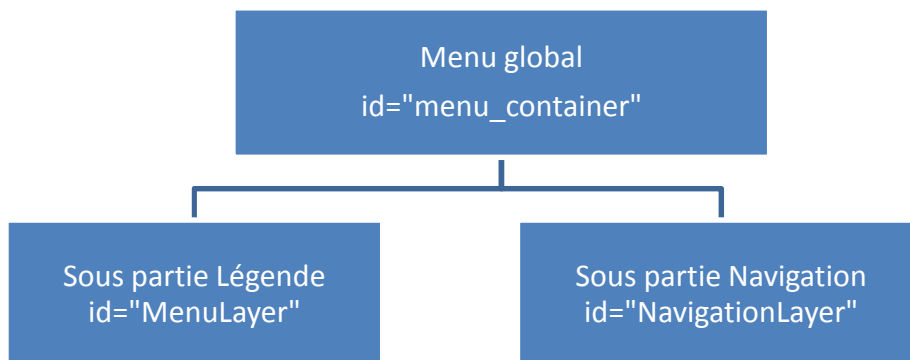 Menu global
id="menu_container"
Sous partie Légende
id="MenuLayer"
Sous partie Navigation
id="NavigationLayer"